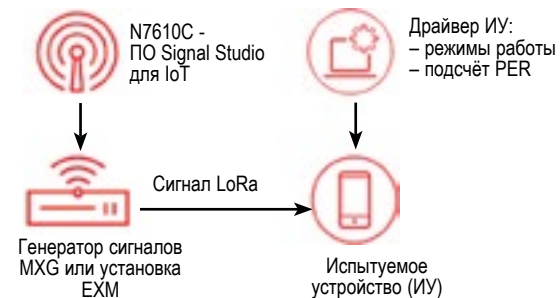 N7610C -
ПО Signal Studio
для IoT
Драйвер ИУ:
– режимы работы
– подсчёт PER
Сигнал LoRa
Генератор сигналов
MXG или установка
EXM
Испытуемое
устройство (ИУ)